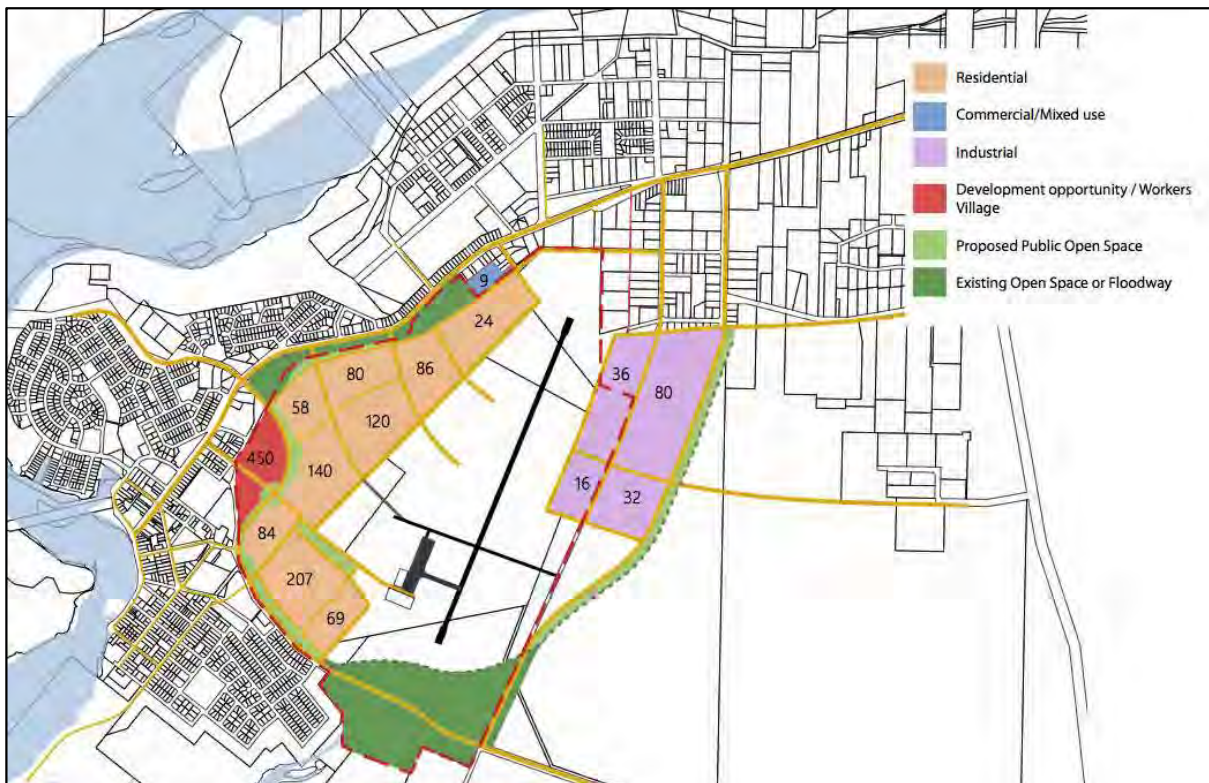 Residential
Commercial/Mixed use
Industrial
Development opportunity / Workers
Village
Proposed Public Open Space
Existing Open Space or Floodway
9
24
86
80
58
120
450
140
84
207
69
36
80
16
32